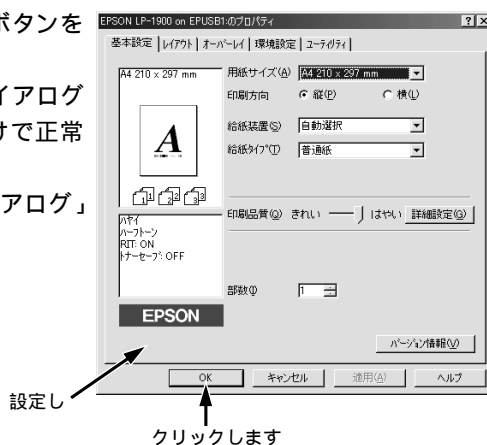 ボタンを
イアログ
けで正常
アログ」
EPSON LP-1900 on EPUSB1:のプロパティ
基本設定 レイアウト オーバーレイ 環境設定 ユーティリティ
A4 210 x 297 mm
用紙サイズ(A) A4 210 x 297 mm
印刷方向 縦(P) 横(L)
給紙装置(S) 自動選択
給紙タイプ(T) 普通紙
A
1 1 2 2 3 3
印刷品質(Q) きれい はやい 詳細設定(Q)
ハヤイ
ハーフトーン
RIT: ON
トナーセーブ: OFF
部数(I) 1
EPSON
バージョン情報(V)
OK キャンセル 適用(A) ヘルプ
設定し
クリックします